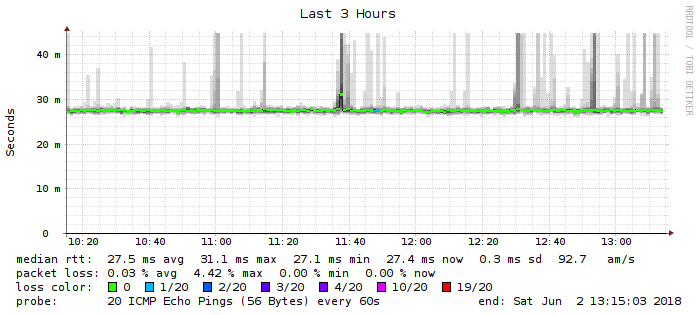 Last 3 Hours
RRDTOOL / TOBI OETIKER
Seconds
40 m
30 m
20 m
10 m
0
10:20 10:40 11:00 11:20 11:40 12:00 12:20 12:40 13:00
median rtt: 27.5 ms avg 31.1 ms max 27.1 ms min 27.4 ms now 0.3 ms sd 92.7 am/s
packet loss: 0.03 % avg 4.42 % max 0.00 % min 0.00 % now
loss color: 0 1/20 2/20 3/20 4/20 10/20 19/20
probe: 20 ICMP Echo Pings (56 Bytes) every 60s end: Sat Jun 2 13:15:03 2018